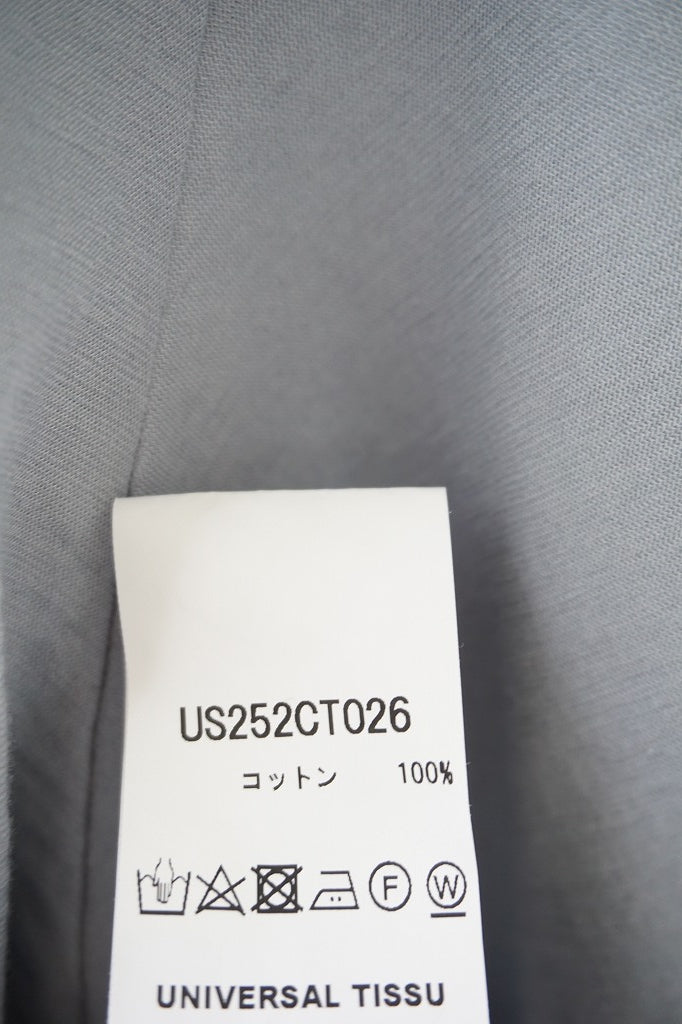 US252CT026
コットン 100%
F W
UNIVERSAL TISSU